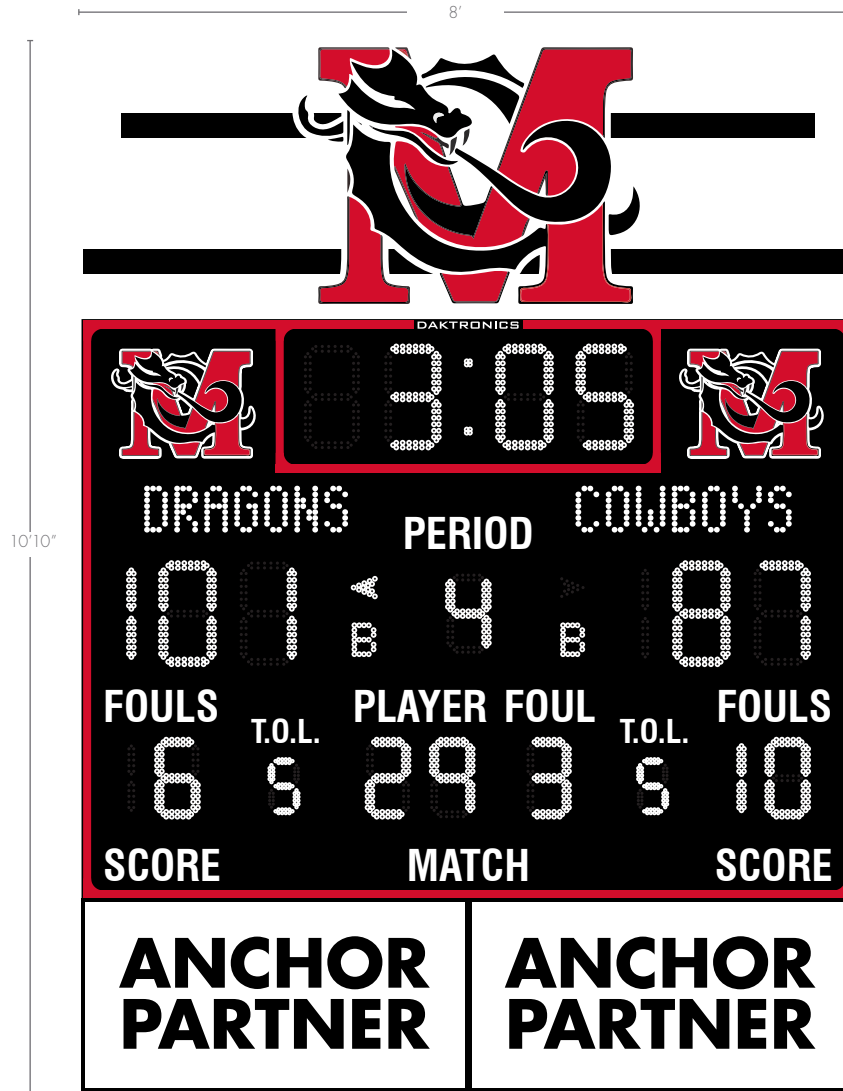 8'
10'10"
M
DAKTRONICS
M
3:05
M
DRAGONS
PERIOD
COWBOYS
101
B
4
B
87
FOULS
T.O.L.
PLAYER FOUL
T.O.L.
FOULS
6
5
29
3
5
10
SCORE
MATCH
SCORE
ANCHOR
PARTNER
ANCHOR
PARTNER